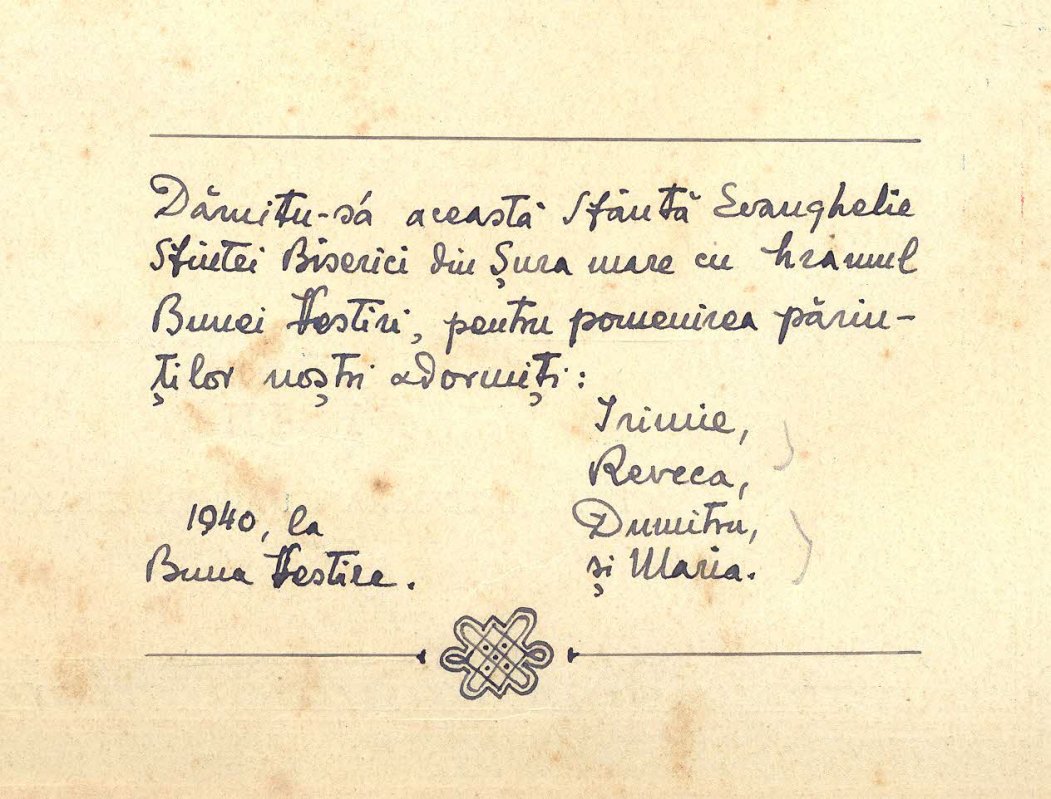 Dăruitu-să această Sfântă Evanghelie
Sfintei Biserici din Șura mare cu hramul
Bunei Vestiri, pentru pomenirea părin-
ților noștri adormiți:
Irimie,
Reveca,
Dumitru,
și Maria.
1940, la
Buna Vestire.